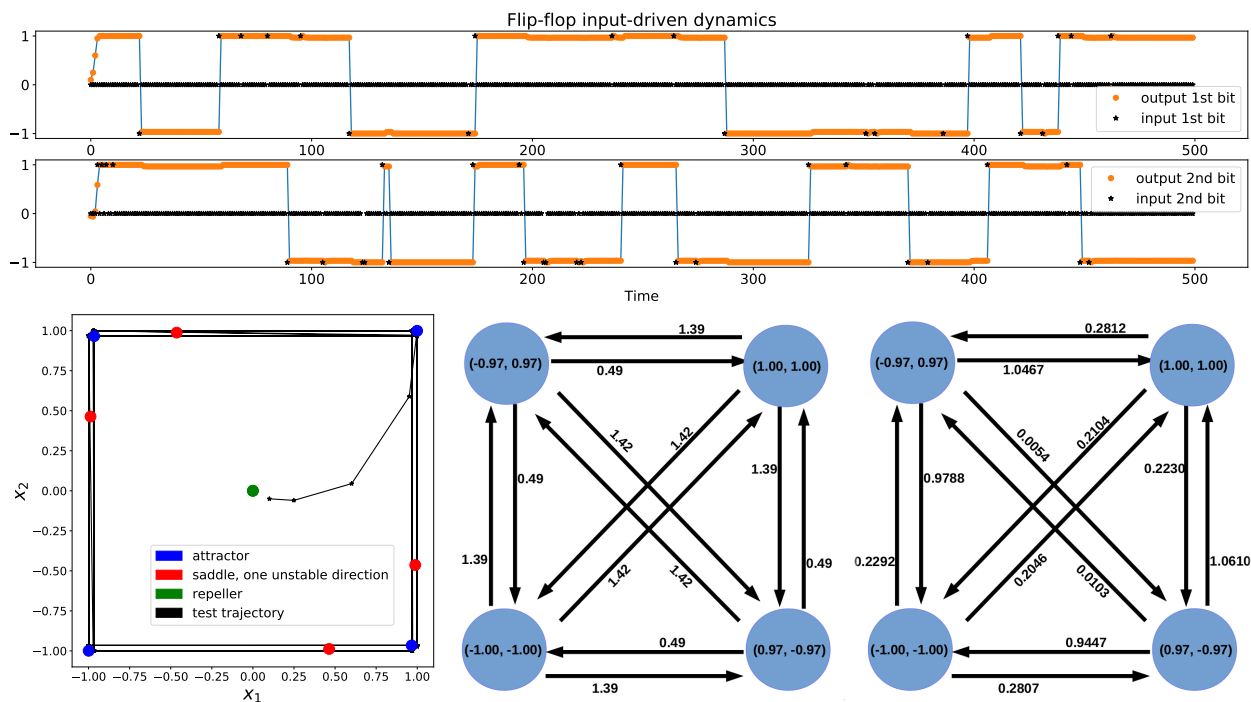 Flip-flop input-driven dynamics
1
0
−1
output 1st bit
input 1st bit
0 100 200 300 400 500
1
0
−1
output 2nd bit
input 2nd bit
0 100 200 300 400 500
Time
1.00
0.75
0.50
0.25
0.00
−0.25
−0.50
−0.75
−1.00
x2
attractor
saddle, one unstable direction
repeller
test trajectory
−1.00 −0.75 −0.50 −0.25 0.00 0.25 0.50 0.75 1.00
x1
1.39
(-0.97, 0.97) (1.00, 1.00)
0.49
1.42 1.42
1.39
0.49
1.39 0.49
1.42 1.42
0.49
(-1.00, -1.00) (0.97, -0.97)
1.39
0.2812
(-0.97, 0.97) (1.00, 1.00)
1.0467
0.0054 0.2104
0.2230
0.9788
0.2292 1.0610
0.2046 0.0103
0.9447
(-1.00, -1.00) (0.97, -0.97)
0.2807